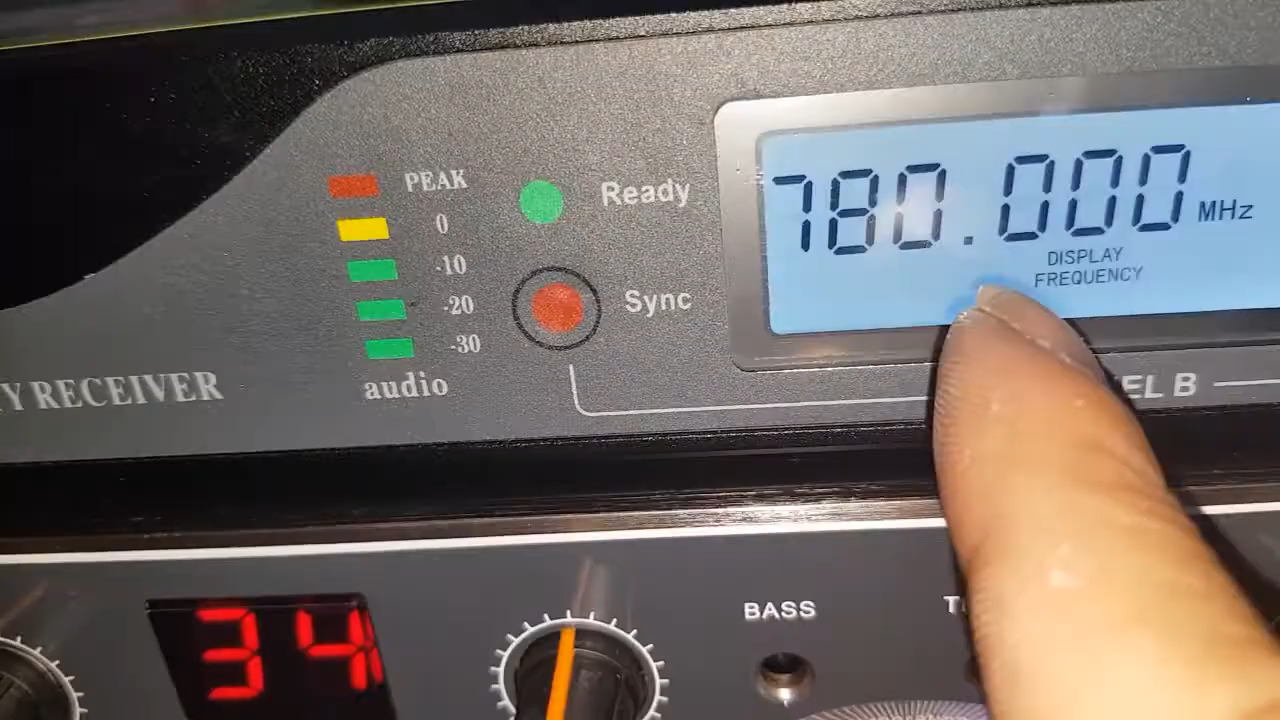 PEAK
0
-10
-20
-30
audio
Ready
Sync
780.000 MHz
DISPLAY
FREQUENCY
Y RECEIVER
EL B
34
BASS